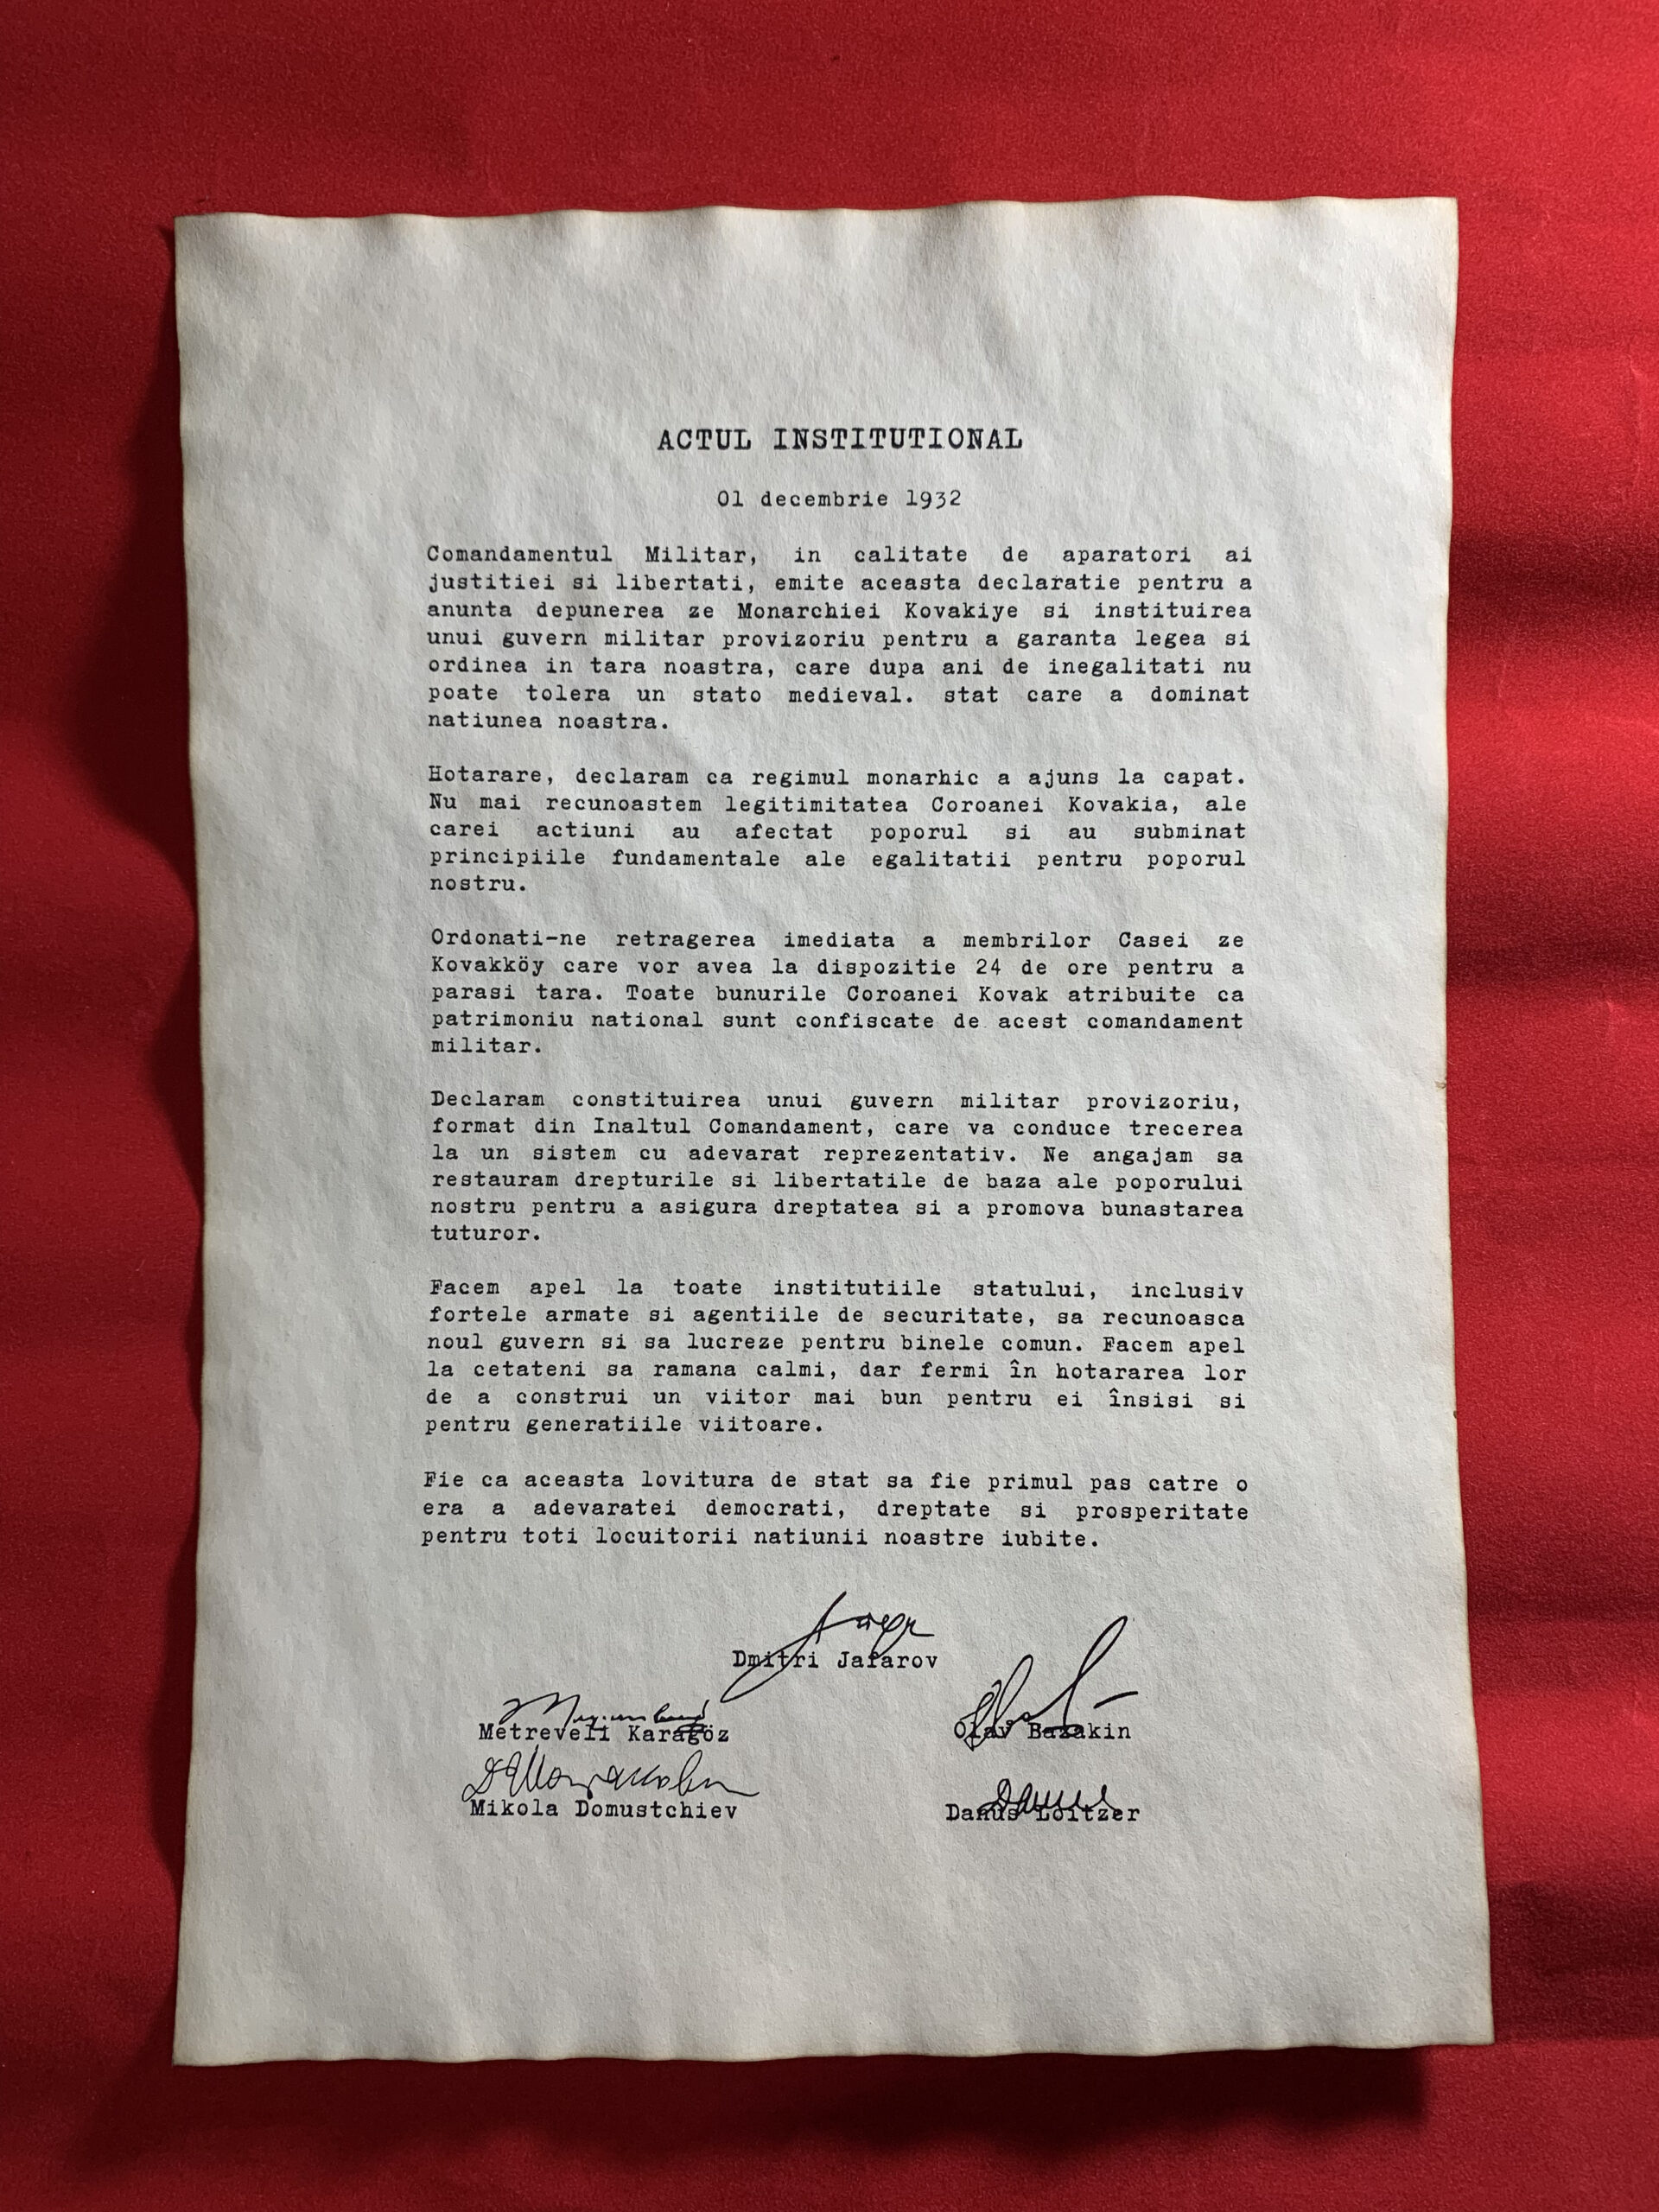 ACTUL INSTITUTIONAL
01 decembrie 1932
Comandamentul Militar, in calitate de aparatori ai
justitiei si libertati, emite aceasta declaratie pentru a
anunta depunerea ze Monarchiei Kovakiye si instituirea
unui guvern militar provizoriu pentru a garanta legea si
ordinea in tara noastra, care dupa ani de inegalitati nu
poate tolera un stato medieval. stat care a dominat
natiunea noastra.
Hotarare, declaram ca regimul monarhic a ajuns la capat.
Nu mai recunoastem legitimitatea Coroanei Kovakia, ale
carei actiuni au afectat poporul si au subminat
principiile fundamentale ale egalitatii pentru poporul
nostru.
Ordonati-ne retragerea imediata a membrilor Casei ze
Kovakköy care vor avea la dispozitie 24 de ore pentru a
parasi tara. Toate bunurile Coroanei Kovak atribuite ca
patrimoniu national sunt confiscate de acest comandament
militar.
Declaram constituirea unui guvern militar provizoriu,
format din Inaltul Comandament, care va conduce trecerea
la un sistem cu adevarat reprezentativ. Ne angajam sa
restauram drepturile si libertatile de baza ale poporului
nostru pentru a asigura dreptatea si a promova bunastarea
tuturor.
Facem apel la toate institutiile statului, inclusiv
fortele armate si agentiile de securitate, sa recunoasca
noul guvern si sa lucreze pentru binele comun. Facem apel
la cetateni sa ramana calmi, dar fermi în hotararea lor
de a construi un viitor mai bun pentru ei însisi si
pentru generatiile viitoare.
Fie ca aceasta lovitura de stat sa fie primul pas catre o
era a adevaratei democrati, dreptate si prosperitate
pentru toti locuitorii natiunii noastre iubite.
Dmitri Jafarov
Metreveli Karagöz Olav Bazakin
Mikola Domustchiev Danus Loitzer